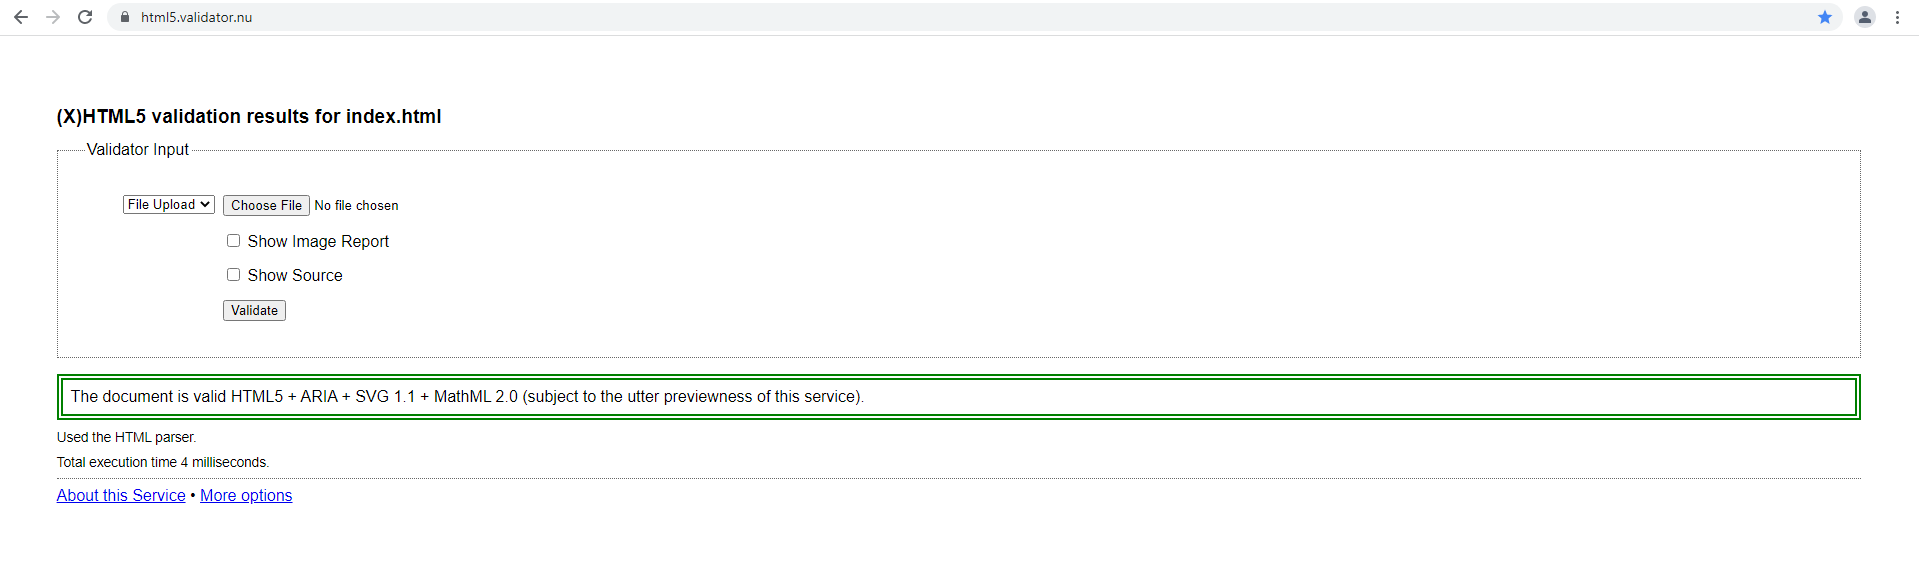 html5.validator.nu
(X)HTML5 validation results for index.html
Validator Input
File Upload Choose File No file chosen
Show Image Report
Show Source
Validate
The document is valid HTML5 + ARIA + SVG 1.1 + MathML 2.0 (subject to the utter previewness of this service).
Used the HTML parser.
Total execution time 4 milliseconds.
About this Service • More options